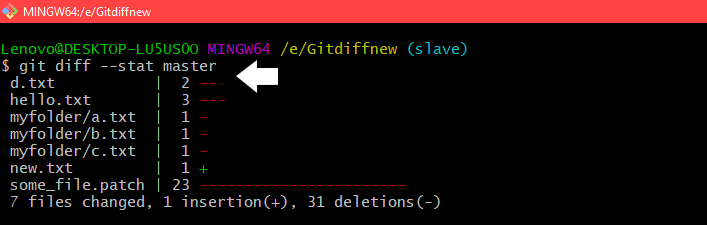 MINGW64:/e/Gitdiffnew
Lenovo@DESKTOP-LU5US0O MINGW64 /e/Gitdiffnew (slave)
$ git diff --stat master
d.txt | 2 --
hello.txt | 3 ---
myfolder/a.txt | 1 -
myfolder/b.txt | 1 -
myfolder/c.txt | 1 -
new.txt | 1 +
some_file.patch | 23 -----------------------
7 files changed, 1 insertion(+), 31 deletions(-)